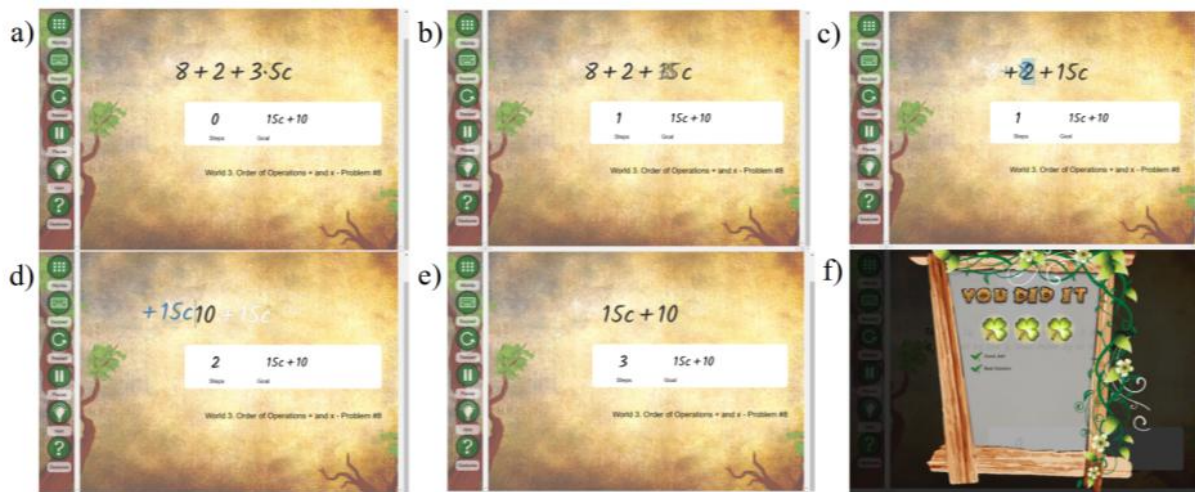 a)
8 + 2 + 3·5c
0 15c + 10
Steps Goal
World 3. Order of Operations + and x - Problem #8
b)
8 + 2 + 15c
1 15c + 10
Steps Goal
World 3. Order of Operations + and x - Problem #8
c)
+ 2 + 15c
1 15c + 10
Steps Goal
World 3. Order of Operations + and x - Problem #8
d)
+ 15c 10 + 15c
2 15c + 10
Steps Goal
World 3. Order of Operations + and x - Problem #8
e)
15c + 10
3 15c + 10
Steps Goal
World 3. Order of Operations + and x - Problem #8
f)
YOU DID IT